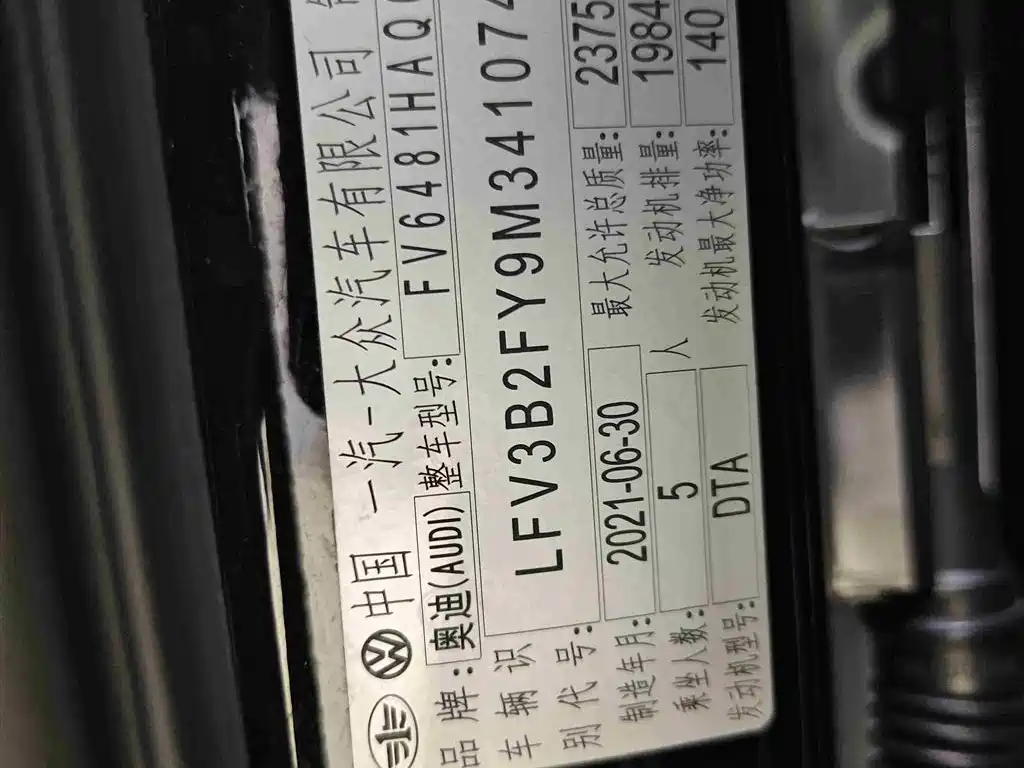 中国 一汽-大众汽车有限公司
品牌: 奥迪(AUDI) 整车型号: FV6481HAQ
车辆识别代号: LFV3B2FY9M34107
制造年月: 2021-06-30 最大允许总质量: 2375
乘坐人数: 5 人 发动机排量: 1984
发动机型号: DTA 发动机最大净功率: 140